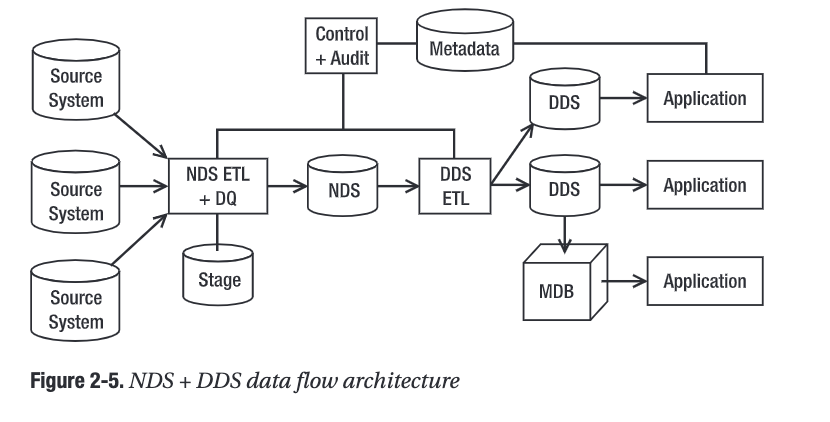 Control
+ Audit
Metadata
Source
System
DDS
Application
Source
System
NDS ETL
+ DQ
NDS
DDS
ETL
DDS
Application
Source
System
Stage
MDB
Application
Figure 2-5. NDS + DDS data flow architecture